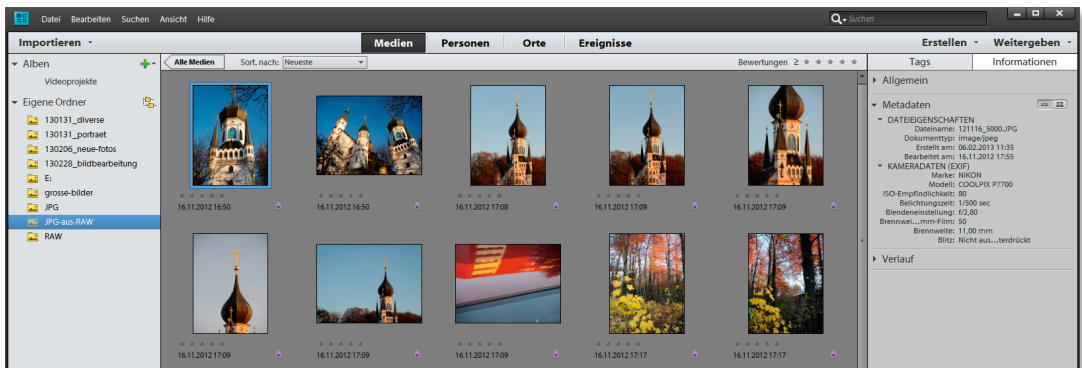 Datei Bearbeiten Suchen Ansicht Hilfe Suchen
Importieren Medien Personen Orte Ereignisse Erstellen Weitergeben
Alben
Videoprojekte
Eigene Ordner
130131_diverse
130131_portraet
130206_neue-fotos
130228_bildbearbeitung
E:
grosse-bilder
JPG
JPG-aus-RAW
RAW
Alle Medien Sort. nach: Neueste Bewertungen ≥
16.11.2012 16:50 16.11.2012 16:50 16.11.2012 17:08 16.11.2012 17:09 16.11.2012 17:09
16.11.2012 17:09 16.11.2012 17:09 16.11.2012 17:09 16.11.2012 17:17 16.11.2012 17:17
Tags Informationen
Allgemein
Metadaten
DATEIEIGENSCHAFTEN
Dateiname: 121116_5000.JPG
Dokumenttyp: image/jpeg
Erstellt am: 06.02.2013 11:35
Bearbeitet am: 16.11.2012 17:55
KAMERADATEN (EXIF)
Marke: NIKON
Modell: COOLPIX P7700
ISO-Empfindlichkeit: 80
Belichtungszeit: 1/500 sec
Blendeneinstellung: f/2,80
Brennwei...mm-Film: 50
Brennweite: 11,00 mm
Blitz: Nicht aus...terdrückt
Verlauf